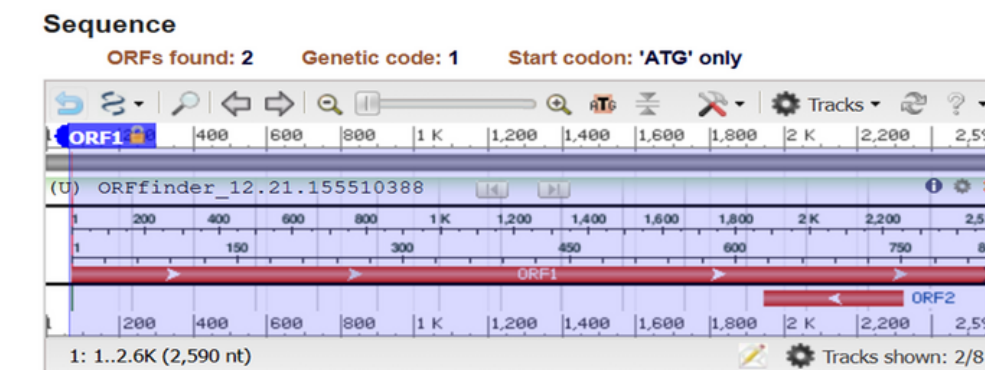 Sequence
ORFs found: 2 Genetic code: 1 Start codon: 'ATG' only
ATG Tracks ?
ORF1 400 600 800 1 K 1,200 1,400 1,600 1,800 2 K 2,200
(U) ORFfinder_12.21.155510388
1 200 400 600 800 1 K 1,200 1,400 1,600 1,800 2 K 2,200
1 150 300 450 600 750
ORF1
ORF2
200 400 600 800 1 K 1,200 1,400 1,600 1,800 2 K 2,200
1: 1..2.6K (2,590 nt) Tracks shown: 2/8